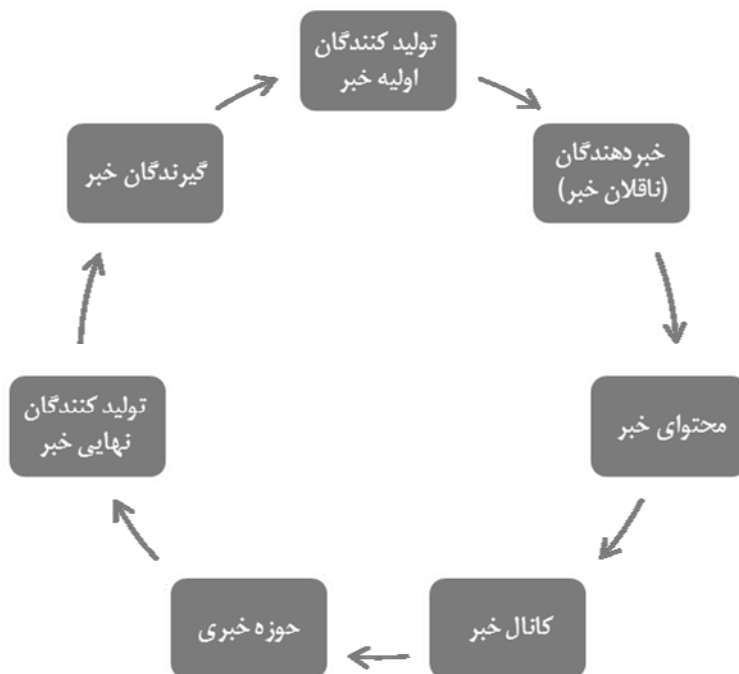 تولید کنندگان
اولیه خبر
خبردهندگان
(ناقلان خبر)
محتوای خبر
کانال خبر
حوزه خبری
تولید کنندگان
نهایی خبر
گیرندگان خبر